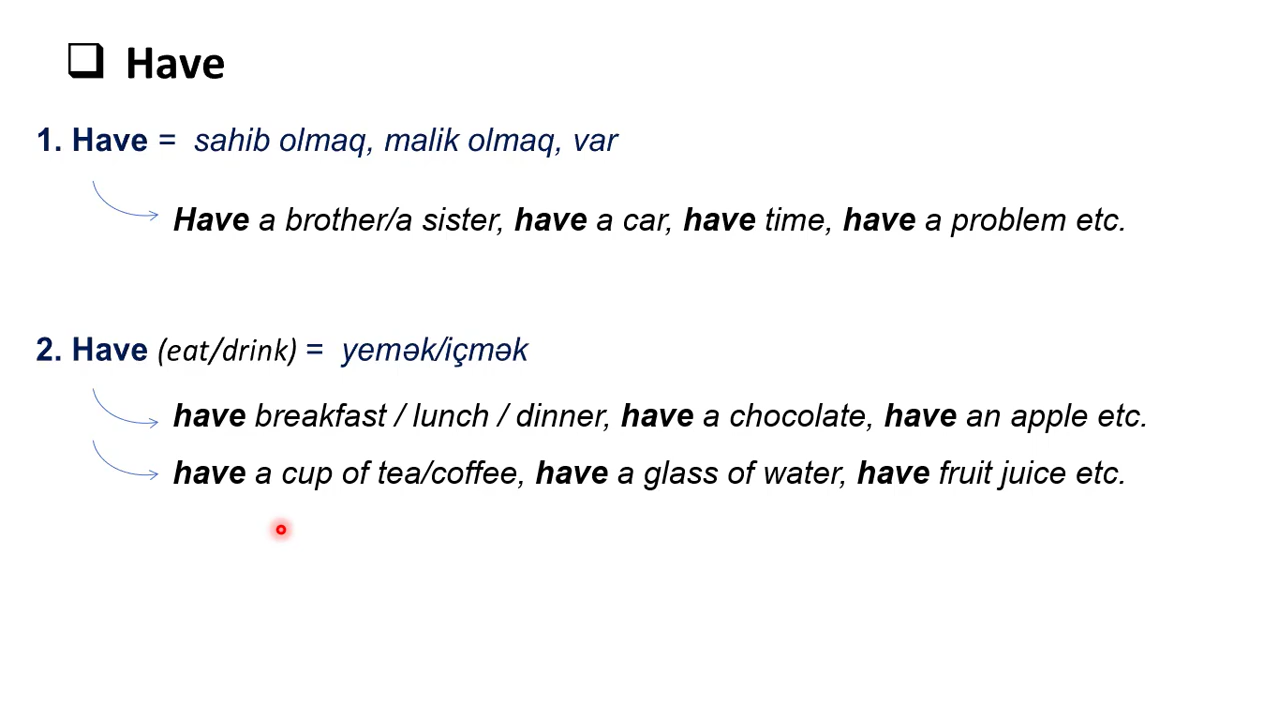 Have
1. Have = sahib olmaq, malik olmaq, var
Have a brother/a sister, have a car, have time, have a problem etc.
2. Have (eat/drink) = yemək/içmək
have breakfast / lunch / dinner, have a chocolate, have an apple etc.
have a cup of tea/coffee, have a glass of water, have fruit juice etc.